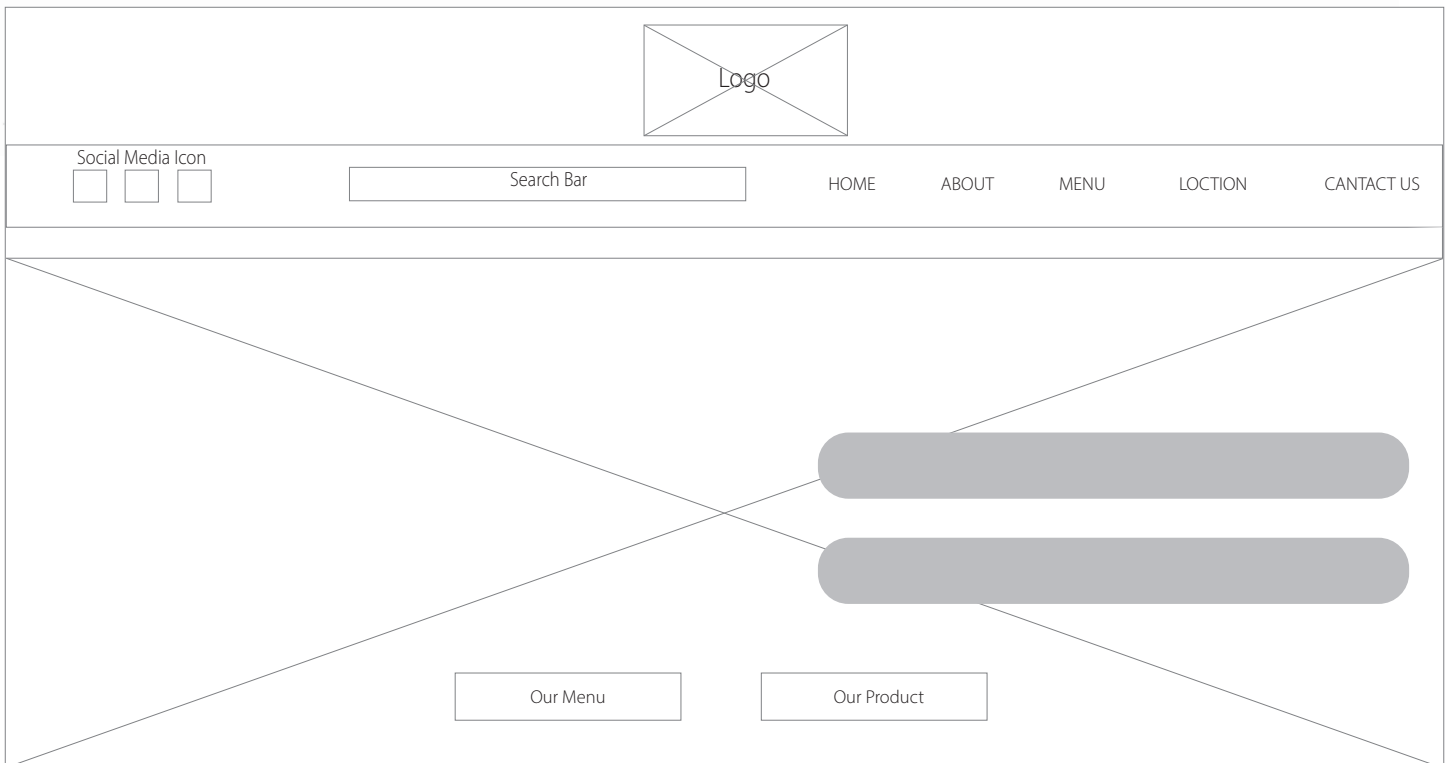 Logo
Social Media Icon
Search Bar
HOME ABOUT MENU LOCTION CANTACT US
Our Menu
Our Product